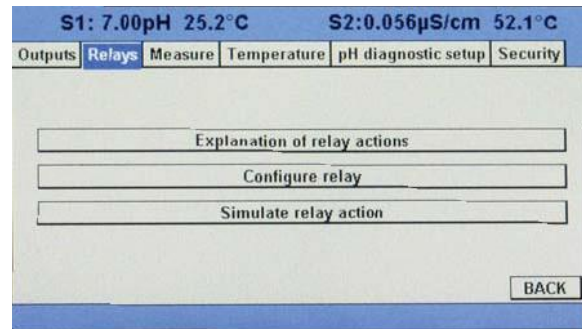 S1: 7.00pH 25.2°C S2:0.056µS/cm 52.1°C
Outputs Relays Measure Temperature pH diagnostic setup Security
Explanation of relay actions
Configure relay
Simulate relay action
BACK